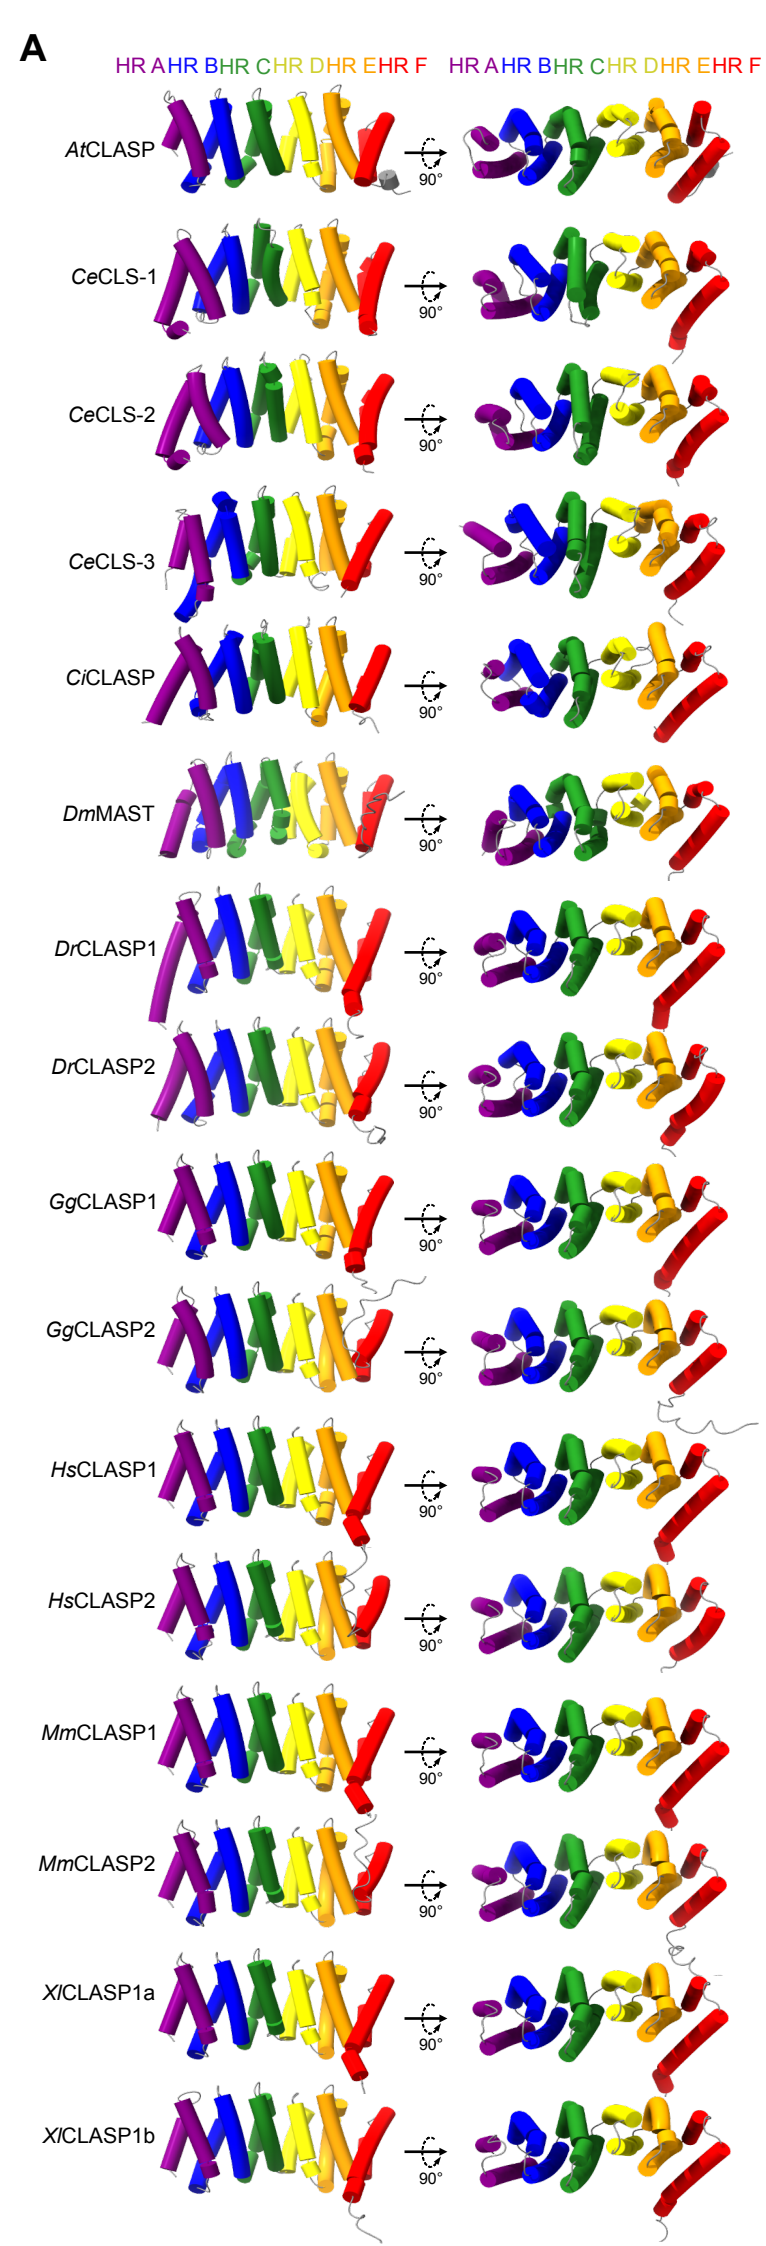 A
HR A HR B HR C HR D HR E HR F HR A HR B HR C HR D HR E HR F
AtCLASP
90°
CeCLS-1
90°
CeCLS-2
90°
CeCLS-3
90°
CiCLASP
90°
DmMAST
90°
DrCLASP1
90°
DrCLASP2
90°
GgCLASP1
90°
GgCLASP2
90°
HsCLASP1
90°
HsCLASP2
90°
MmCLASP1
90°
MmCLASP2
90°
XlCLASP1a
90°
XlCLASP1b
90°